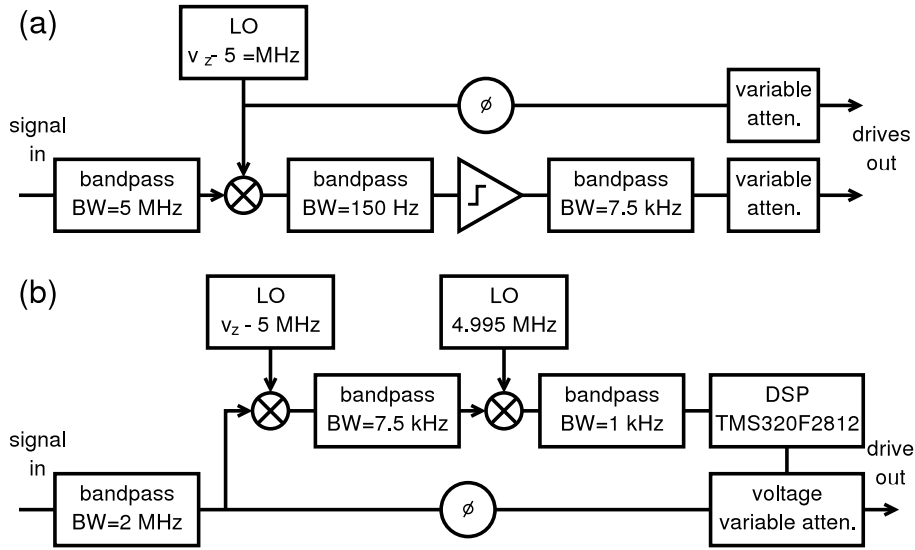 (a)
LO
ν z - 5 =MHz
ϕ
variable
atten.
signal
in
drives
out
bandpass
BW=5 MHz
bandpass
BW=150 Hz
bandpass
BW=7.5 kHz
variable
atten.
(b)
LO
νz - 5 MHz
LO
4.995 MHz
bandpass
BW=7.5 kHz
bandpass
BW=1 kHz
DSP
TMS320F2812
signal
in
drive
out
bandpass
BW=2 MHz
ϕ
voltage
variable atten.